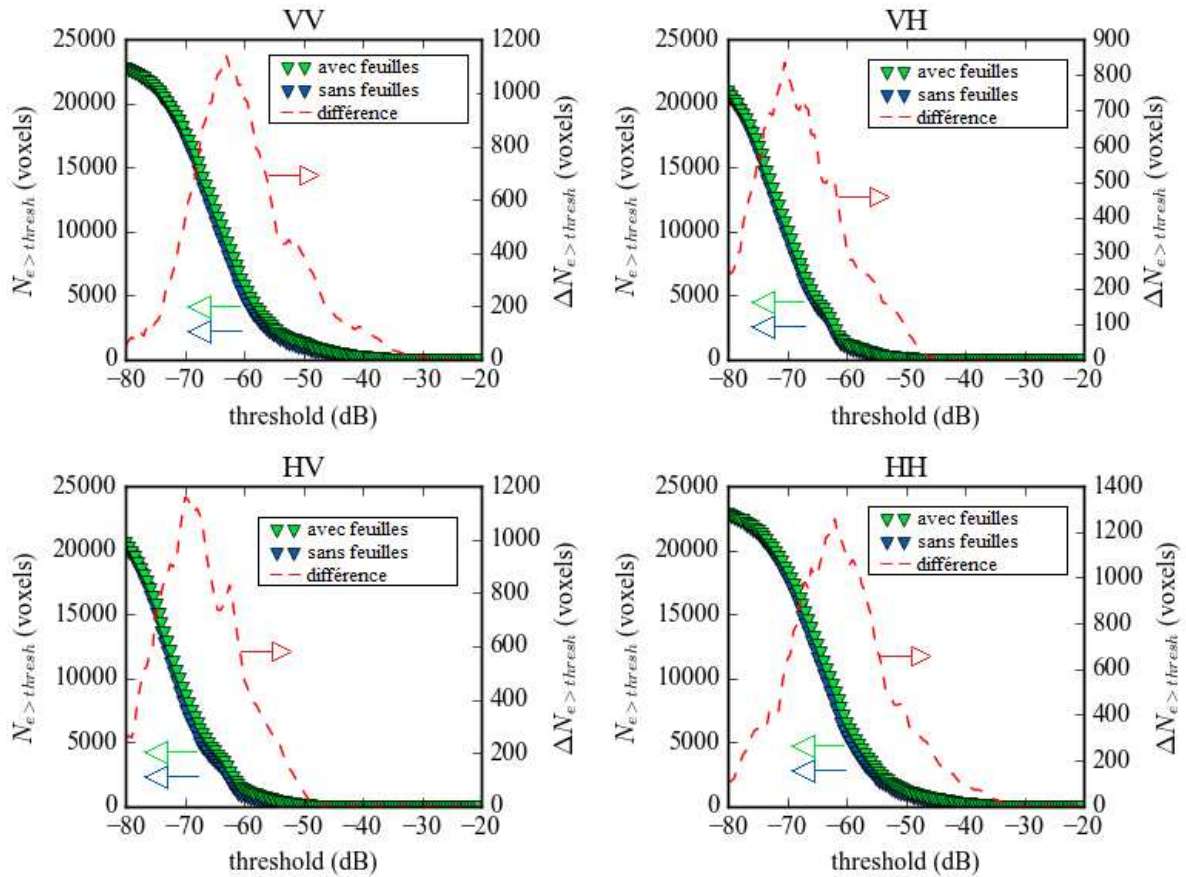 VV
25000
20000
15000
10000
5000
0
N_{e>thresh} (voxels)
1200
1000
800
600
400
200
0
ΔN_{e>thresh} (voxels)
avec feuilles
sans feuilles
différence
−80 −70 −60 −50 −40 −30 −20
threshold (dB)
VH
25000
20000
15000
10000
5000
0
N_{e>thresh} (voxels)
900
800
700
600
500
400
300
200
100
0
ΔN_{e>thresh} (voxels)
avec feuilles
sans feuilles
différence
−80 −70 −60 −50 −40 −30 −20
threshold (dB)
HV
25000
20000
15000
10000
5000
0
N_{e>thresh} (voxels)
1200
1000
800
600
400
200
0
ΔN_{e>thresh} (voxels)
avec feuilles
sans feuilles
différence
−80 −70 −60 −50 −40 −30 −20
threshold (dB)
HH
25000
20000
15000
10000
5000
0
N_{e>thresh} (voxels)
1400
1200
1000
800
600
400
200
0
ΔN_{e>thresh} (voxels)
avec feuilles
sans feuilles
différence
−80 −70 −60 −50 −40 −30 −20
threshold (dB)